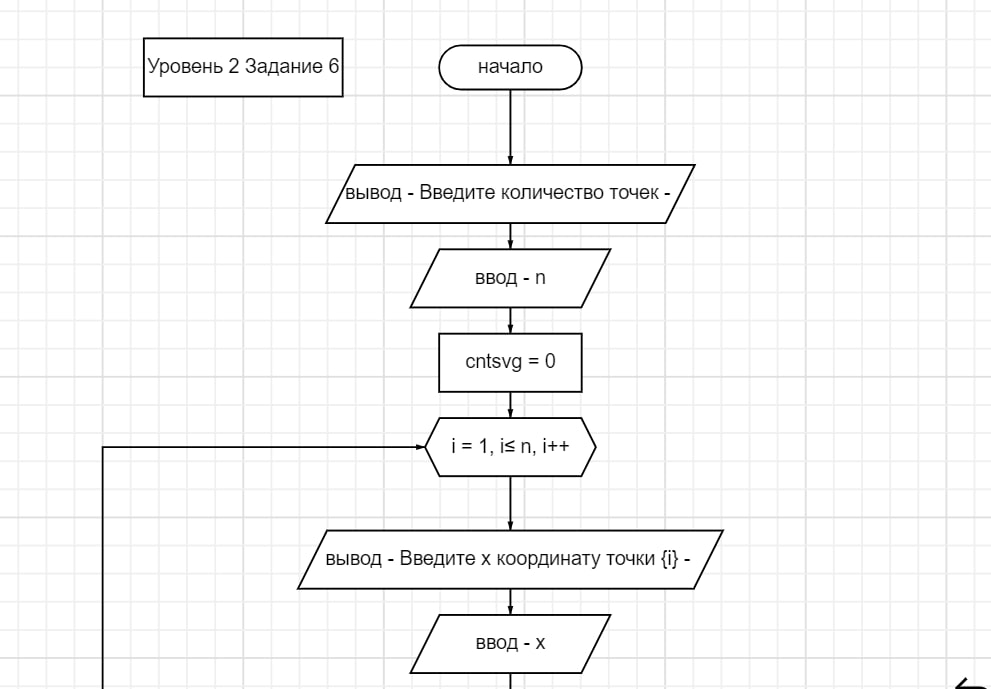 Уровень 2 Задание 6
начало
вывод - Введите количество точек -
ввод - n
cntsvg = 0
i = 1, i≤ n, i++
вывод - Введите x координату точки {i} -
ввод - x